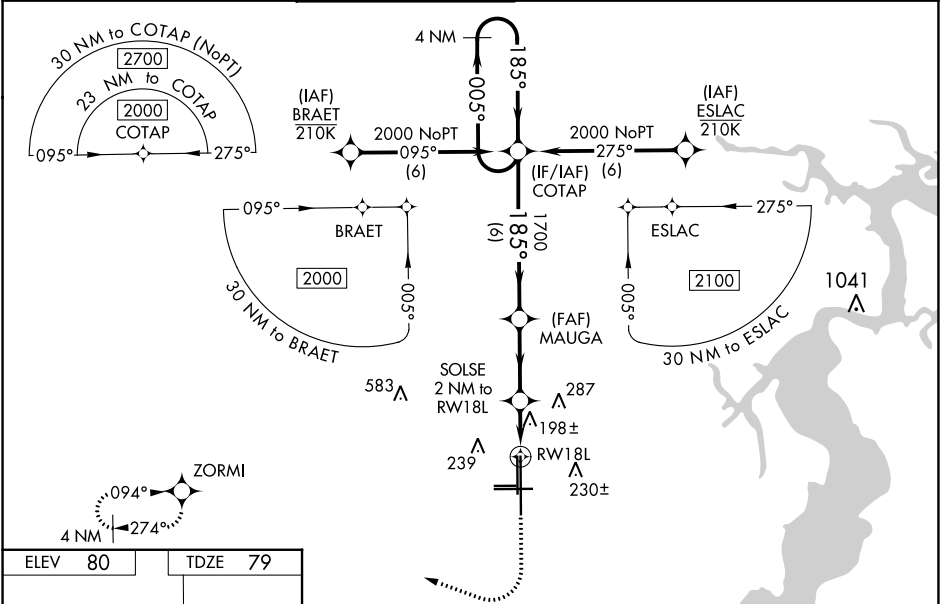 30 NM to COTAP (NoPT)
2700
23 NM to COTAP
2000
COTAP
095°
275°
4 NM
185°
005°
(IAF)
BRAET
210K
2000 NoPT
095°
(6)
(IAF)
ESLAC
210K
2000 NoPT
275°
(6)
(IF/IAF)
COTAP
1700
185°
(6)
095°
BRAET
2000
005°
30 NM to BRAET
275°
ESLAC
2100
005°
30 NM to ESLAC
1041
(FAF)
MAUGA
SOLSE
2 NM to
RW18L
583
287
198±
239
RW18L
230±
ZORMI
094°
274°
4 NM
ELEV 80
TDZE 79